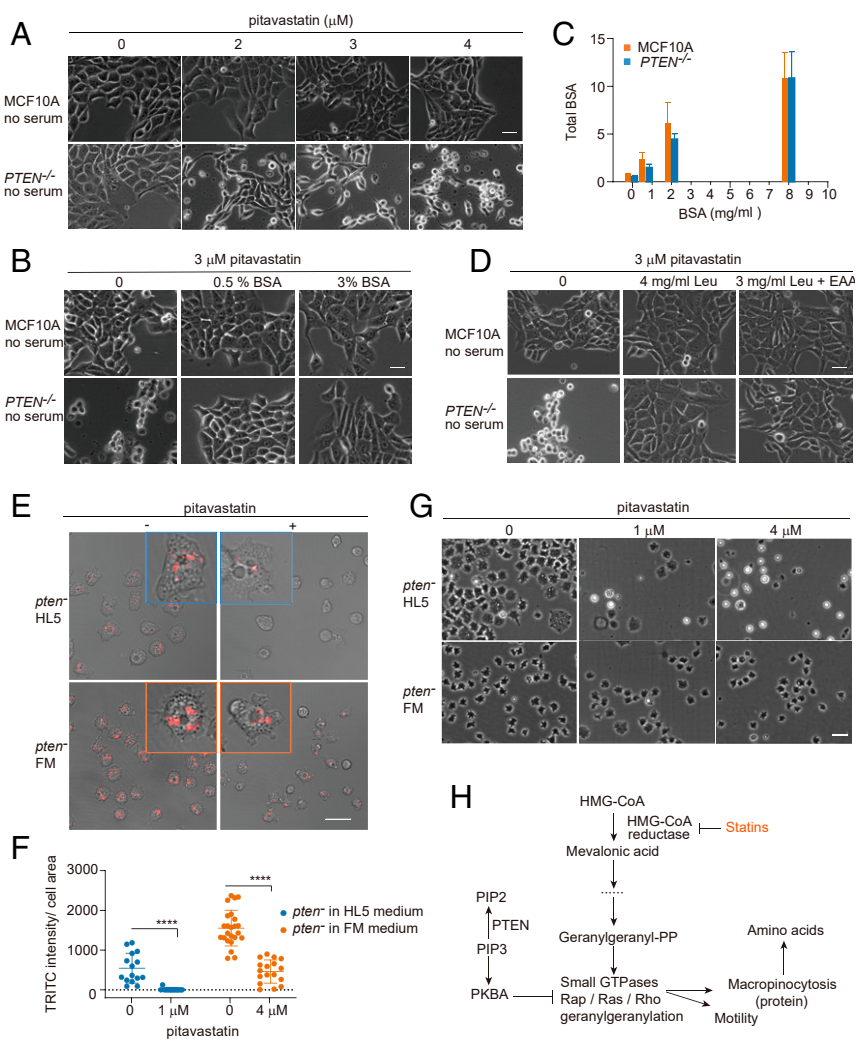 A
pitavastatin (μM)
0 2 3 4
MCF10A
no serum
PTEN-/-
no serum
C
15
10
5
0
Total BSA
MCF10A
PTEN-/-
0 1 2 3 4 5 6 7 8 9 10
BSA (mg/ml )
B
3 μM pitavastatin
0 0.5 % BSA 3% BSA
MCF10A
no serum
PTEN-/-
no serum
D
3 μM pitavastatin
0 4 mg/ml Leu 3 mg/ml Leu + EAA
MCF10A
no serum
PTEN-/-
no serum
E
pitavastatin
- +
pten-
HL5
pten-
FM
F
3000
2000
1000
0
TRITC intensity/ cell area
**** ****
pten- in HL5 medium
pten- in FM medium
0 1 μM 0 4 μM
pitavastatin
G
pitavastatin
0 1 μM 4 μM
pten-
HL5
pten-
FM
H
HMG-CoA
HMG-CoA
reductase
Statins
Mevalonic acid
PIP2
PTEN
PIP3
PKBA
Geranylgeranyl-PP
Small GTPases
Rap / Ras / Rho
geranylgeranylation
Amino acids
Macropinocytosis
(protein)
Motility